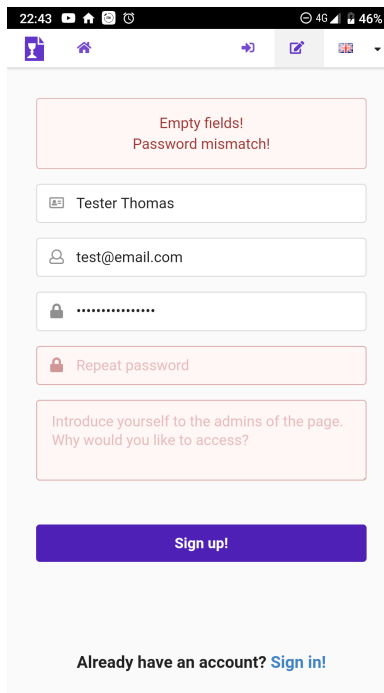 22:43
4G 46%
Empty fields!
Password mismatch!
Tester Thomas
test@email.com
••••••••••••••••
Repeat password
Introduce yourself to the admins of the page.
Why would you like to access?
Sign up!
Already have an account? Sign in!